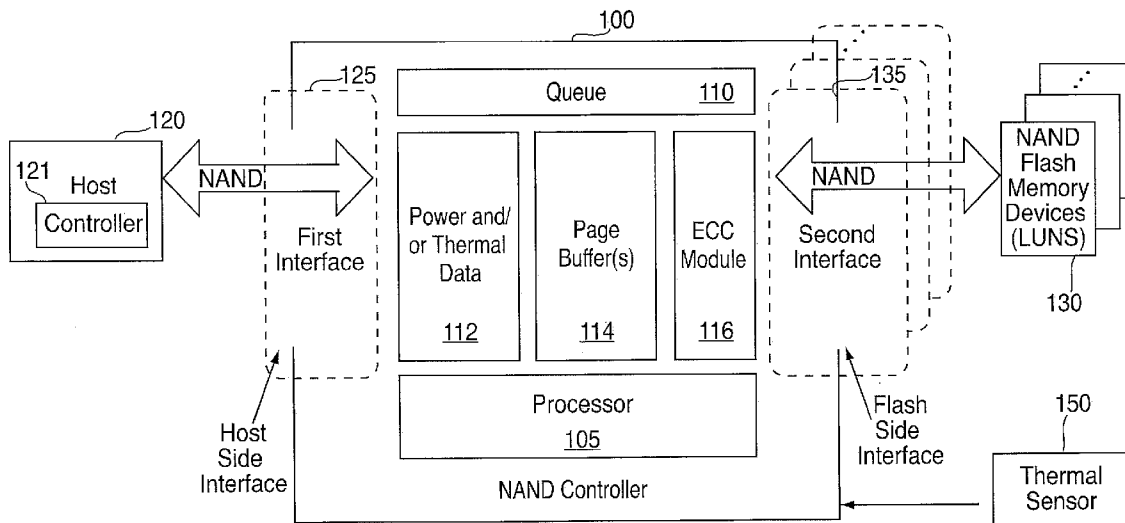 100
125
135
Queue 110
120
NAND
Flash
Memory
Devices
(LUNS)
130
121
Host
Controller
NAND
First
Interface
Power and/
or Thermal
Data
112
Page
Buffer(s)
114
ECC
Module
116
NAND
Second
Interface
Processor
105
Host
Side
Interface
Flash
Side
Interface
NAND Controller
150
Thermal
Sensor